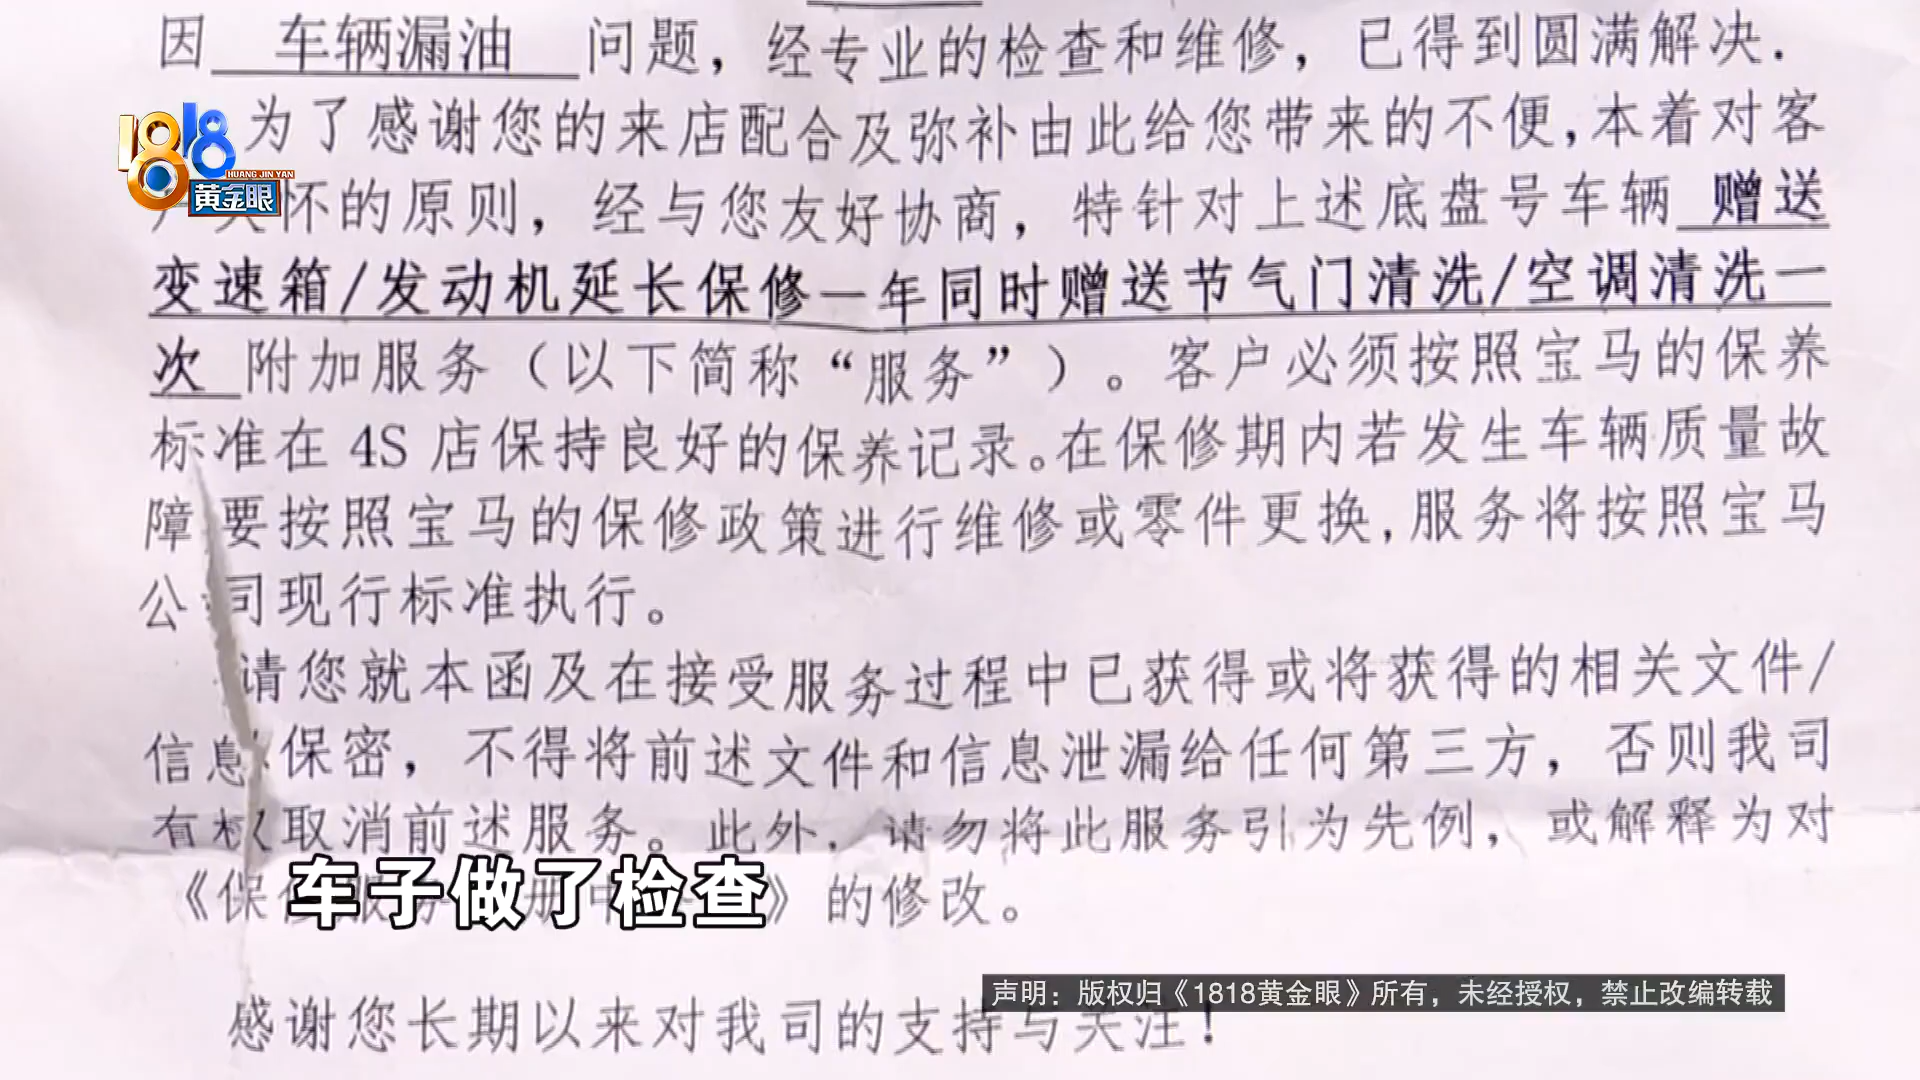 因 车辆漏油 问题，经专业的检查和维修，已得到圆满解决.
1818
HUANG JIN YAN
黄金眼
为了感谢您的来店配合及弥补由此给您带来的不便,本着对客
怀的原则，经与您友好协商，特针对上述底盘号车辆 赠送
变速箱/发动机延长保修一年同时赠送节气门清洗/空调清洗一
次 附加服务（以下简称“服务”）。客户必须按照宝马的保养
标准在 4S 店保持良好的保养记录。在保修期内若发生车辆质量故
障 要按照宝马的保修政策进行维修或零件更换,服务将按照宝马
公司现行标准执行。
请您就本函及在接受服务过程中已获得或将获得的相关文件/
信息保密，不得将前述文件和信息泄漏给任何第三方，否则我司
有权取消前述服务。此外，请勿将此服务引为先例，或解释为对
《保 》的修改。
车子做了检查
声明：版权归《1818黄金眼》所有，未经授权，禁止改编转载
感谢您长期以来对我司的支持与关注！